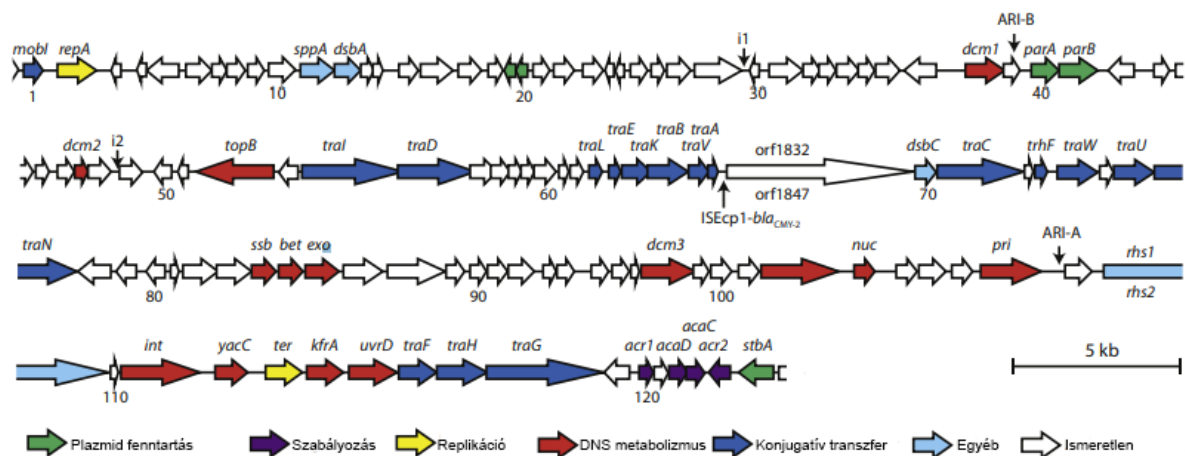 ARI-B
mobI repA sppA dsbA i1 dcm1 parA parB
1 10 20 30 40
traE traB traA
dcm2 i2 topB traI traD traL traK traV orf1832 dsbC traC trhF traW traU
50 60 orf1847 70
ISEcp1-blaCMY-2
traN ssb bet exo dcm3 nuc pri ARI-A rhs1
80 90 100 rhs2
acaC
int yacC ter kfrA uvrD traF traH traG acr1 acaD acr2 stbA
110 120 5 kb
Plazmid fenntartás Szabályozás Replikáció DNS metabolizmus Konjugatív transzfer Egyéb Ismeretlen